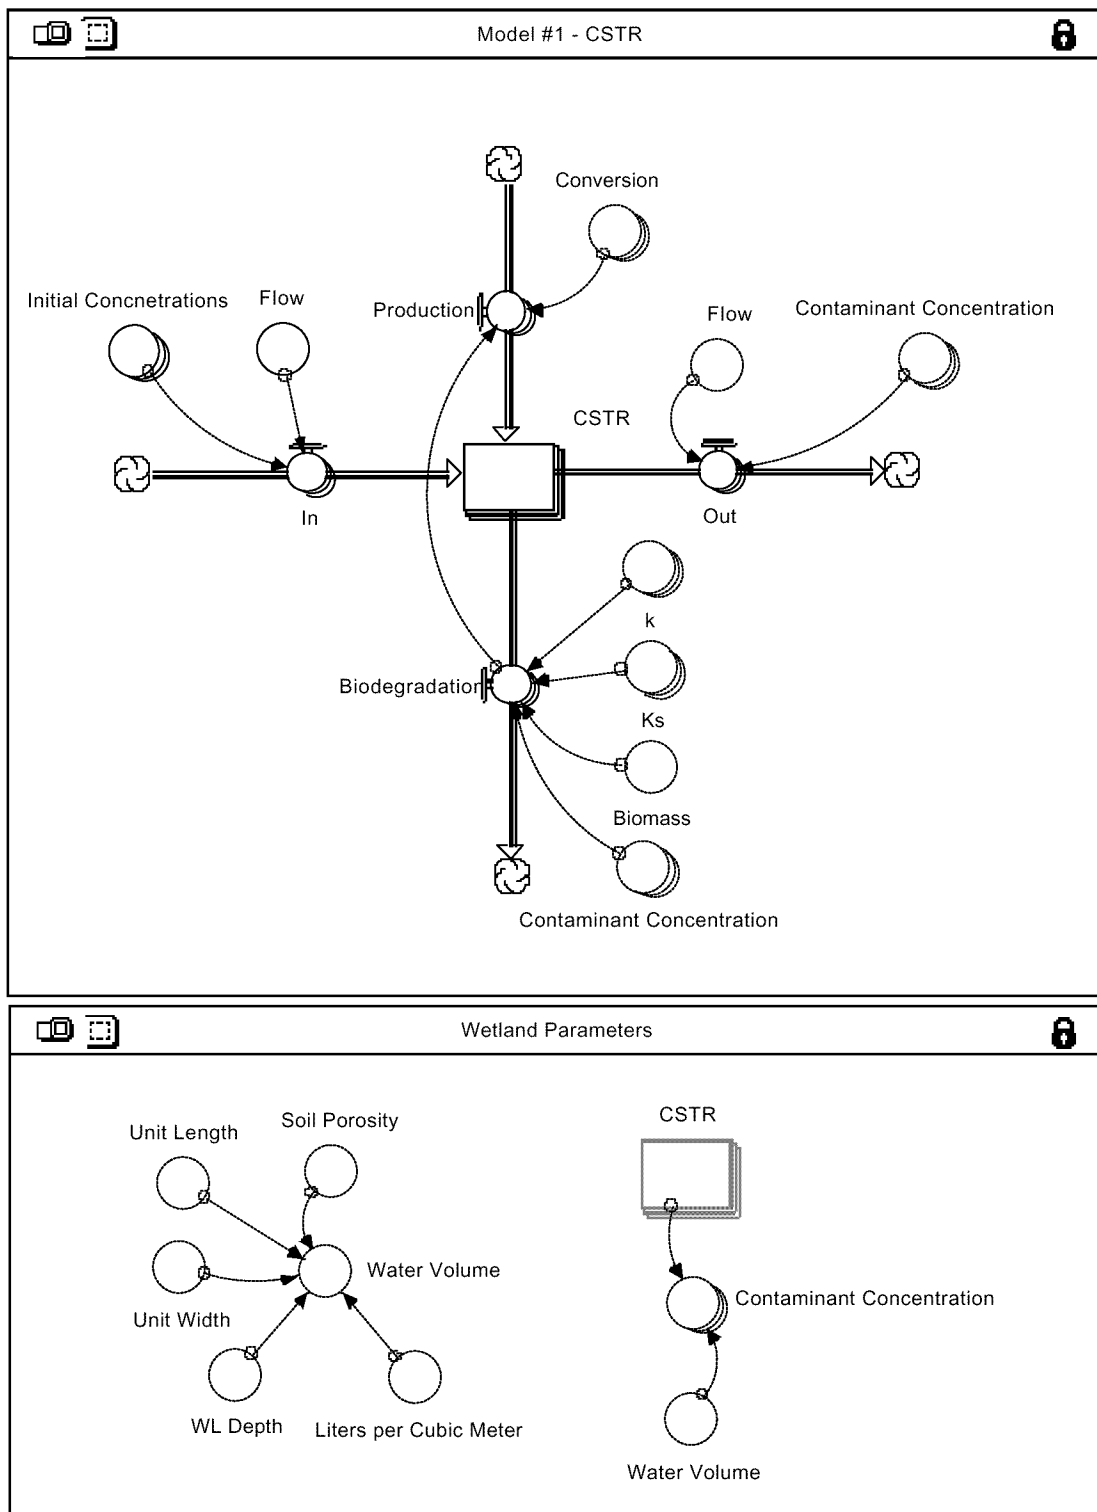 Model #1 - CSTR
Conversion
Initial Concnetrations
Flow
Production
Flow
Contaminant Concentration
CSTR
In
Out
k
Biodegradation
Ks
Biomass
Contaminant Concentration
Wetland Parameters
Unit Length
Soil Porosity
CSTR
Water Volume
Contaminant Concentration
Unit Width
WL Depth
Liters per Cubic Meter
Water Volume